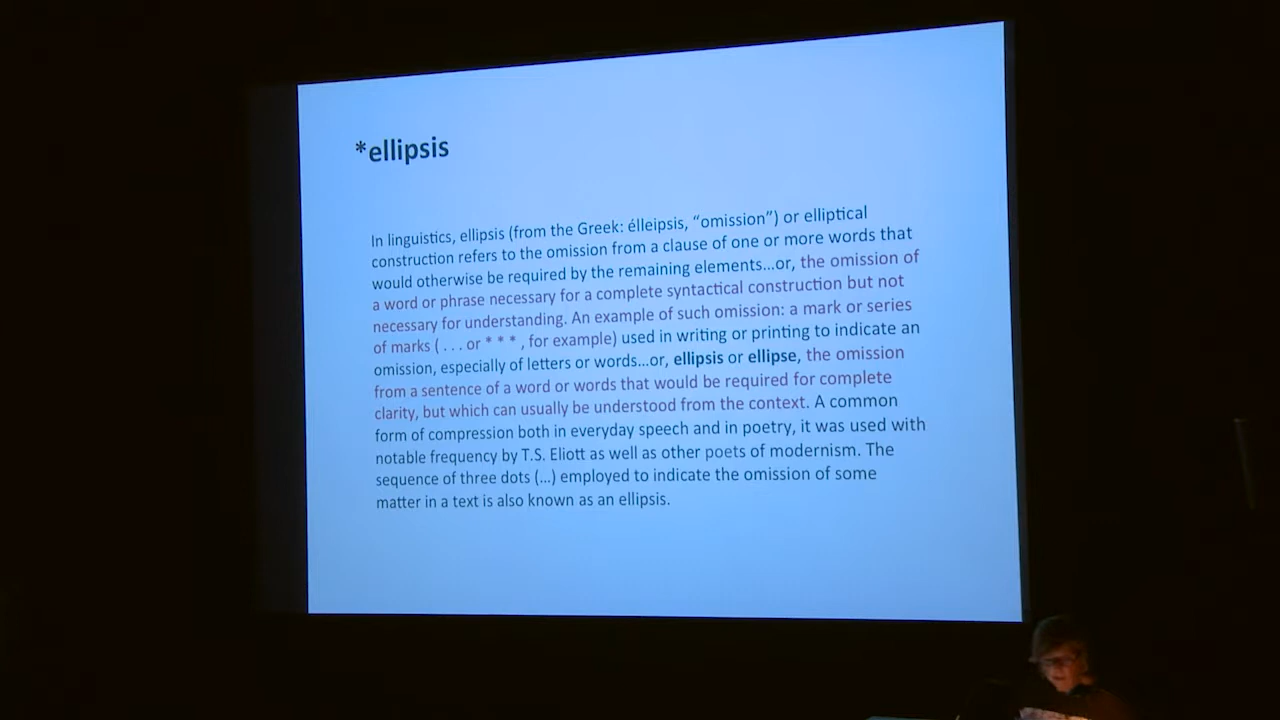 *ellipsis
In linguistics, ellipsis (from the Greek: élleipsis, “omission”) or elliptical
construction refers to the omission from a clause of one or more words that
would otherwise be required by the remaining elements...or, the omission of
a word or phrase necessary for a complete syntactical construction but not
necessary for understanding. An example of such omission: a mark or series
of marks ( . . . or * * * , for example) used in writing or printing to indicate an
omission, especially of letters or words...or, ellipsis or ellipse, the omission
from a sentence of a word or words that would be required for complete
clarity, but which can usually be understood from the context. A common
form of compression both in everyday speech and in poetry, it was used with
notable frequency by T.S. Eliott as well as other poets of modernism. The
sequence of three dots (...) employed to indicate the omission of some
matter in a text is also known as an ellipsis.